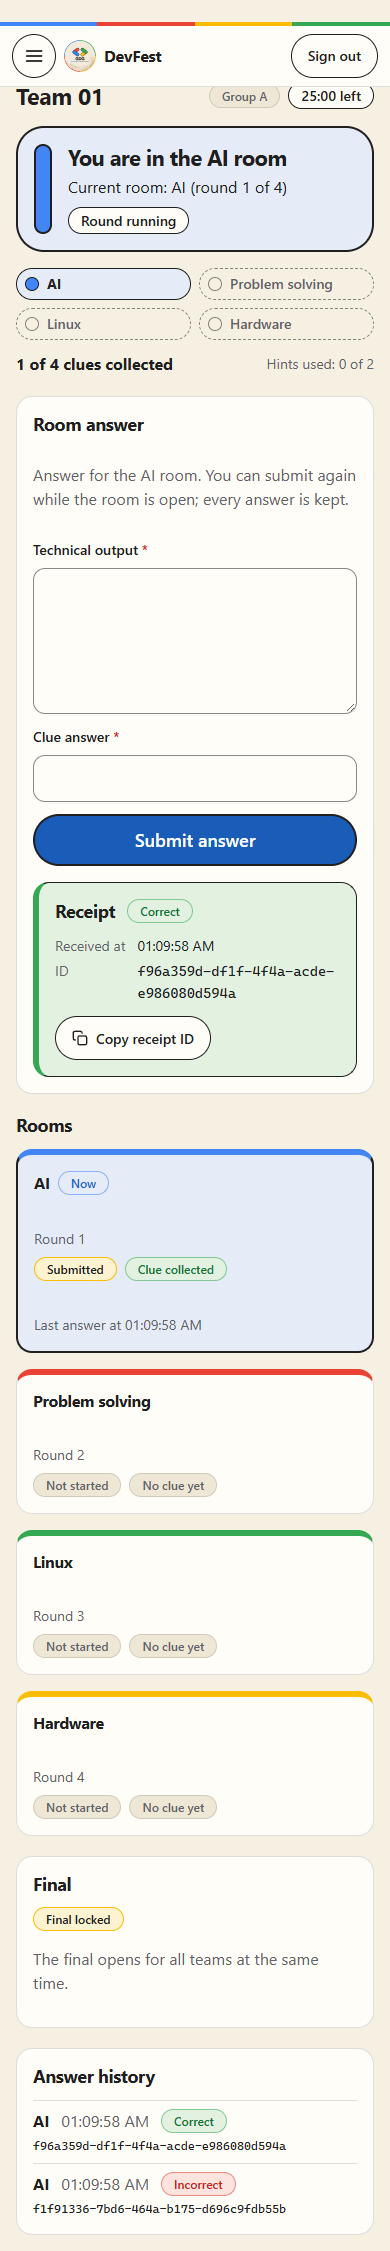 DevFest
Sign out
Team 01
Group A
25:00 left
You are in the AI room
Current room: AI (round 1 of 4)
Round running
AI
Problem solving
Linux
Hardware
1 of 4 clues collected
Hints used: 0 of 2
Room answer
Answer for the AI room. You can submit again
while the room is open; every answer is kept.
Technical output *
Clue answer *
Submit answer
Receipt
Correct
Received at 01:09:58 AM
ID f96a359d-df1f-4f4a-acde-
e986080d594a
Copy receipt ID
Rooms
AI
Now
Round 1
Submitted
Clue collected
Last answer at 01:09:58 AM
Problem solving
Round 2
Not started
No clue yet
Linux
Round 3
Not started
No clue yet
Hardware
Round 4
Not started
No clue yet
Final
Final locked
The final opens for all teams at the same
time.
Answer history
AI 01:09:58 AM Correct
f96a359d-df1f-4f4a-acde-e986080d594a
AI 01:09:58 AM Incorrect
f1f91336-7bd6-464a-b175-d696c9fdb55b